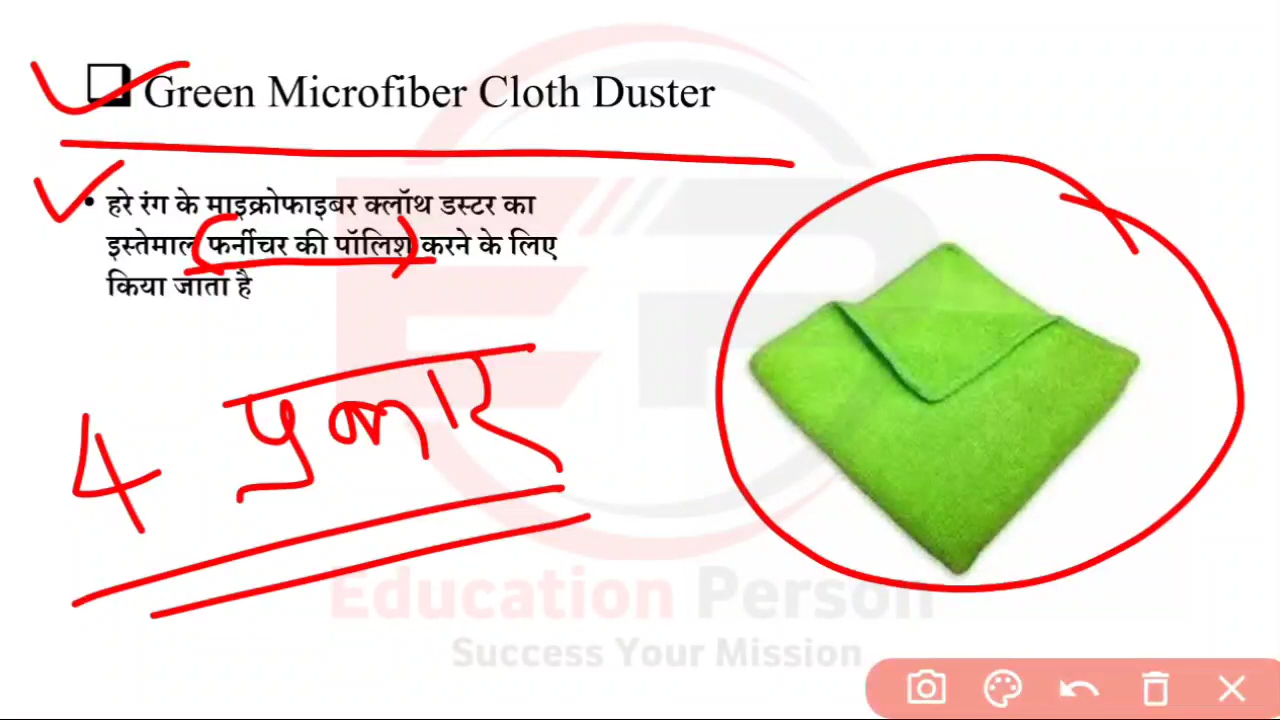 Green Microfiber Cloth Duster
हरे रंग के माइक्रोफाइबर क्लॉथ डस्टर का
इस्तेमाल फर्नीचर की पॉलिश करने के लिए
किया जाता है
4 प्रकार
Education Person
Success Your Mission